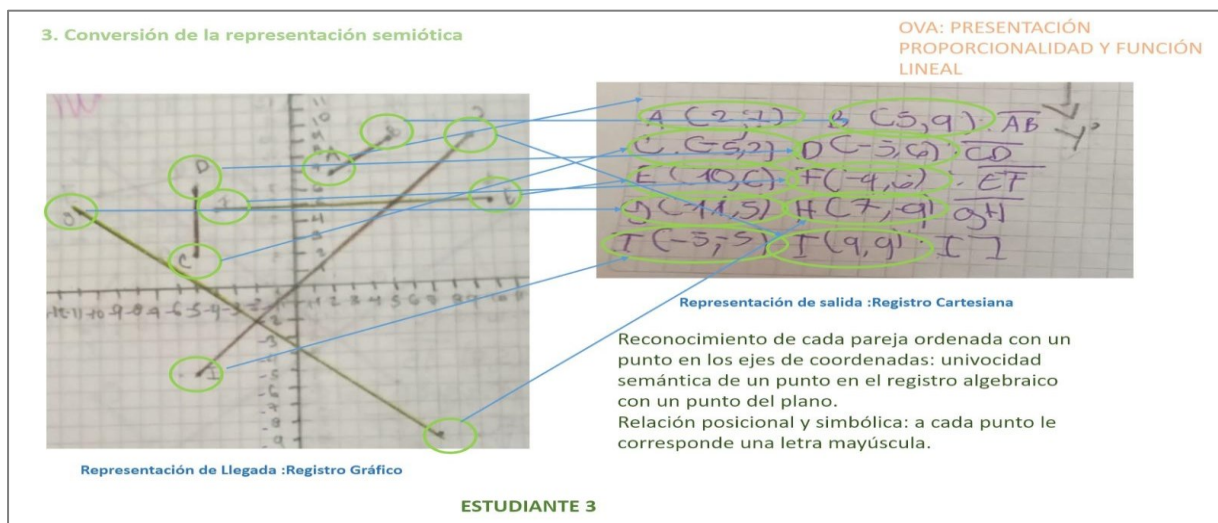 3. Conversión de la representación semiótica
OVA: PRESENTACIÓN
PROPORCIONALIDAD Y FUNCIÓN
LINEAL
A (2,7) B (5,9) · AB
C (-5,2) D (-5,6) · CD
E (10,6) F(-4,6) · EF
g (-11,5) H (7,-9) gH
I (-5,-5) I (9,9) · I J
Representación de salida :Registro Cartesiana
Reconocimiento de cada pareja ordenada con un
punto en los ejes de coordenadas: univocidad
semántica de un punto en el registro algebraico
con un punto del plano.
Relación posicional y simbólica: a cada punto le
corresponde una letra mayúscula.
Representación de Llegada :Registro Gráfico
ESTUDIANTE 3